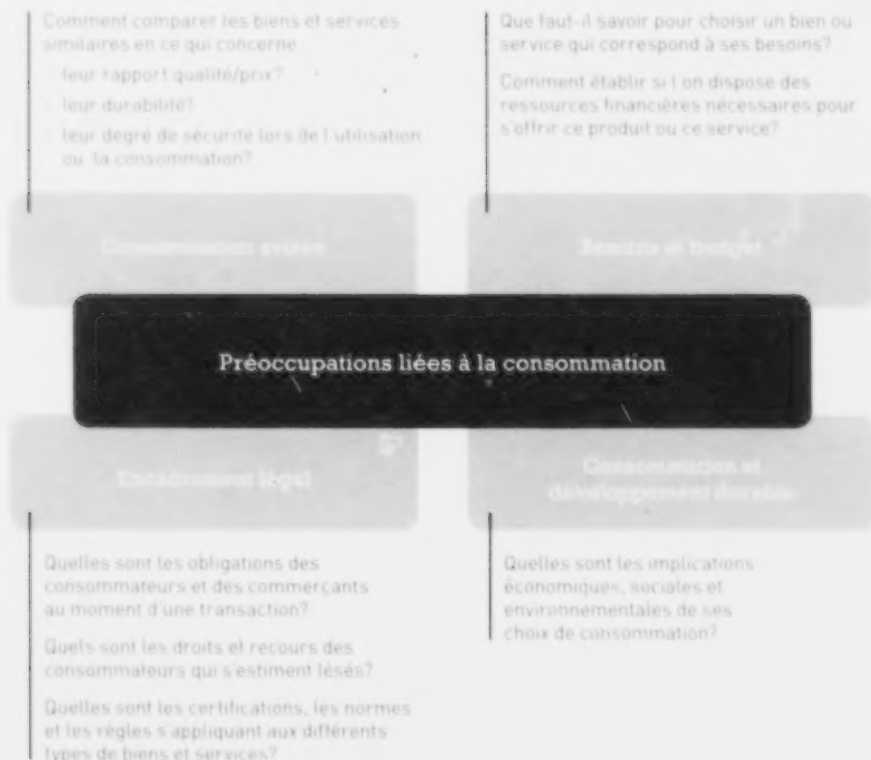 Comment comparer les biens et services
similaires en ce qui concerne
leur rapport qualité/prix?
leur durabilité?
leur degré de sécurité lors de l'utilisation
ou la consommation?
Que faut-il savoir pour choisir un bien ou
service qui correspond à ses besoins?
Comment établir si l'on dispose des
ressources financières nécessaires pour
s'offrir ce produit ou ce service?
Consommation avisée
Besoins et budget
Préoccupations liées à la consommation
Encadrement légal
Consommation et
développement durable
Quelles sont les obligations des
consommateurs et des commerçants
au moment d'une transaction?
Quels sont les droits et recours des
consommateurs qui s'estiment lésés?
Quelles sont les certifications, les normes
et les règles s'appliquant aux différents
types de biens et services?
Quelles sont les implications
économiques, sociales et
environnementales de ses
choix de consommation?